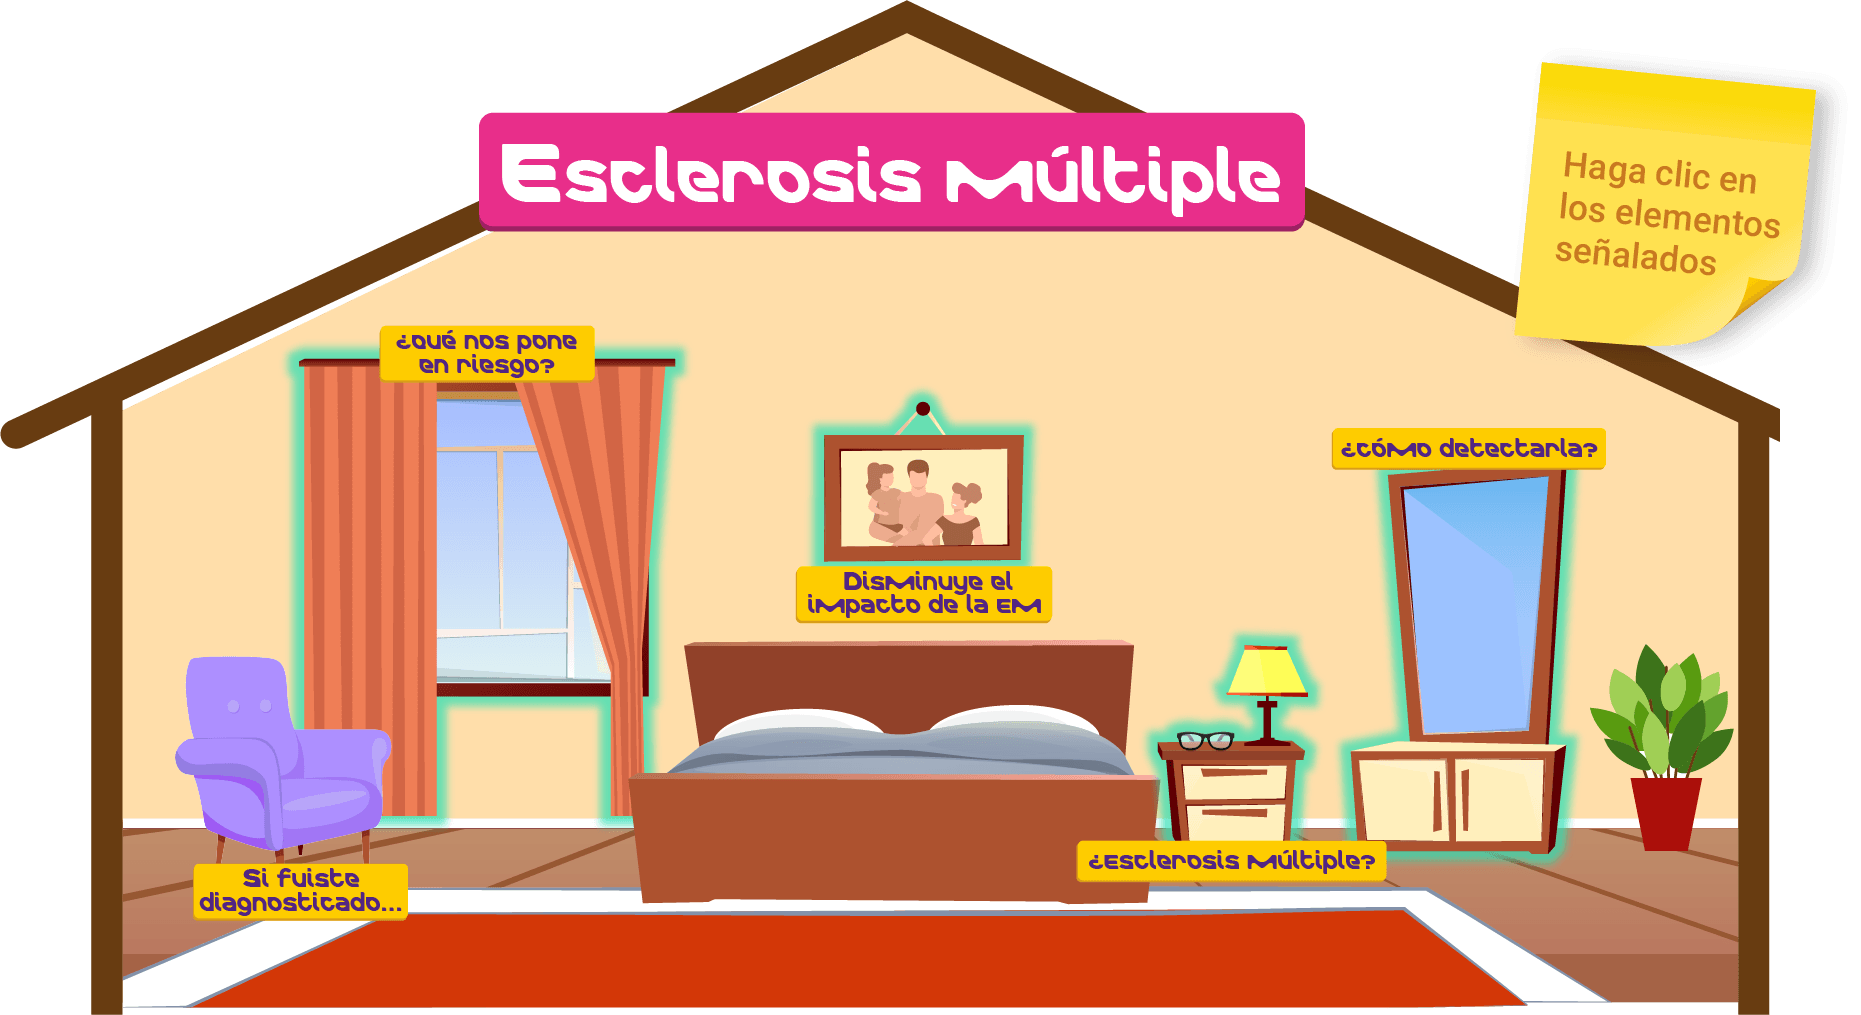 Esclerosis Múltiple
Haga clic en
los elementos
señalados
¿Qué nos pone
en riesgo?
¿Cómo detectarla?
Disminuye el
impacto de la EM
¿Esclerosis Múltiple?
Si fuiste
diagnosticado...